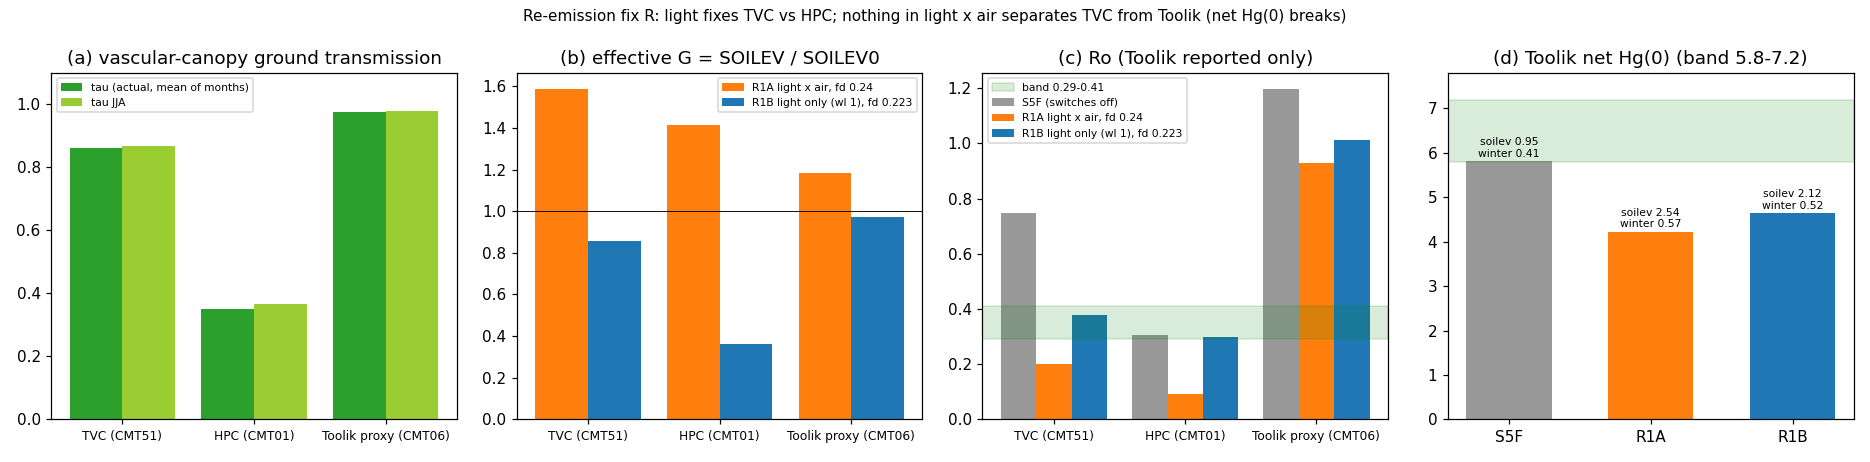 Re-emission fix R: light fixes TVC vs HPC; nothing in light x air separates TVC from Toolik (net Hg(0) breaks)
(a) vascular-canopy ground transmission
tau (actual, mean of months)
tau JJA
1.0
0.8
0.6
0.4
0.2
0.0
TVC (CMT51)
HPC (CMT01)
Toolik proxy (CMT06)
(b) effective G = SOILEV / SOILEV0
R1A light x air, fd 0.24
R1B light only (wl 1), fd 0.223
1.6
1.4
1.2
1.0
0.8
0.6
0.4
0.2
0.0
TVC (CMT51)
HPC (CMT01)
Toolik proxy (CMT06)
(c) Ro (Toolik reported only)
band 0.29-0.41
S5F (switches off)
R1A light x air, fd 0.24
R1B light only (wl 1), fd 0.223
1.2
1.0
0.8
0.6
0.4
0.2
0.0
TVC (CMT51)
HPC (CMT01)
Toolik proxy (CMT06)
(d) Toolik net Hg(0) (band 5.8-7.2)
7
6
5
4
3
2
1
0
soilev 0.95
winter 0.41
soilev 2.54
winter 0.57
soilev 2.12
winter 0.52
S5F
R1A
R1B